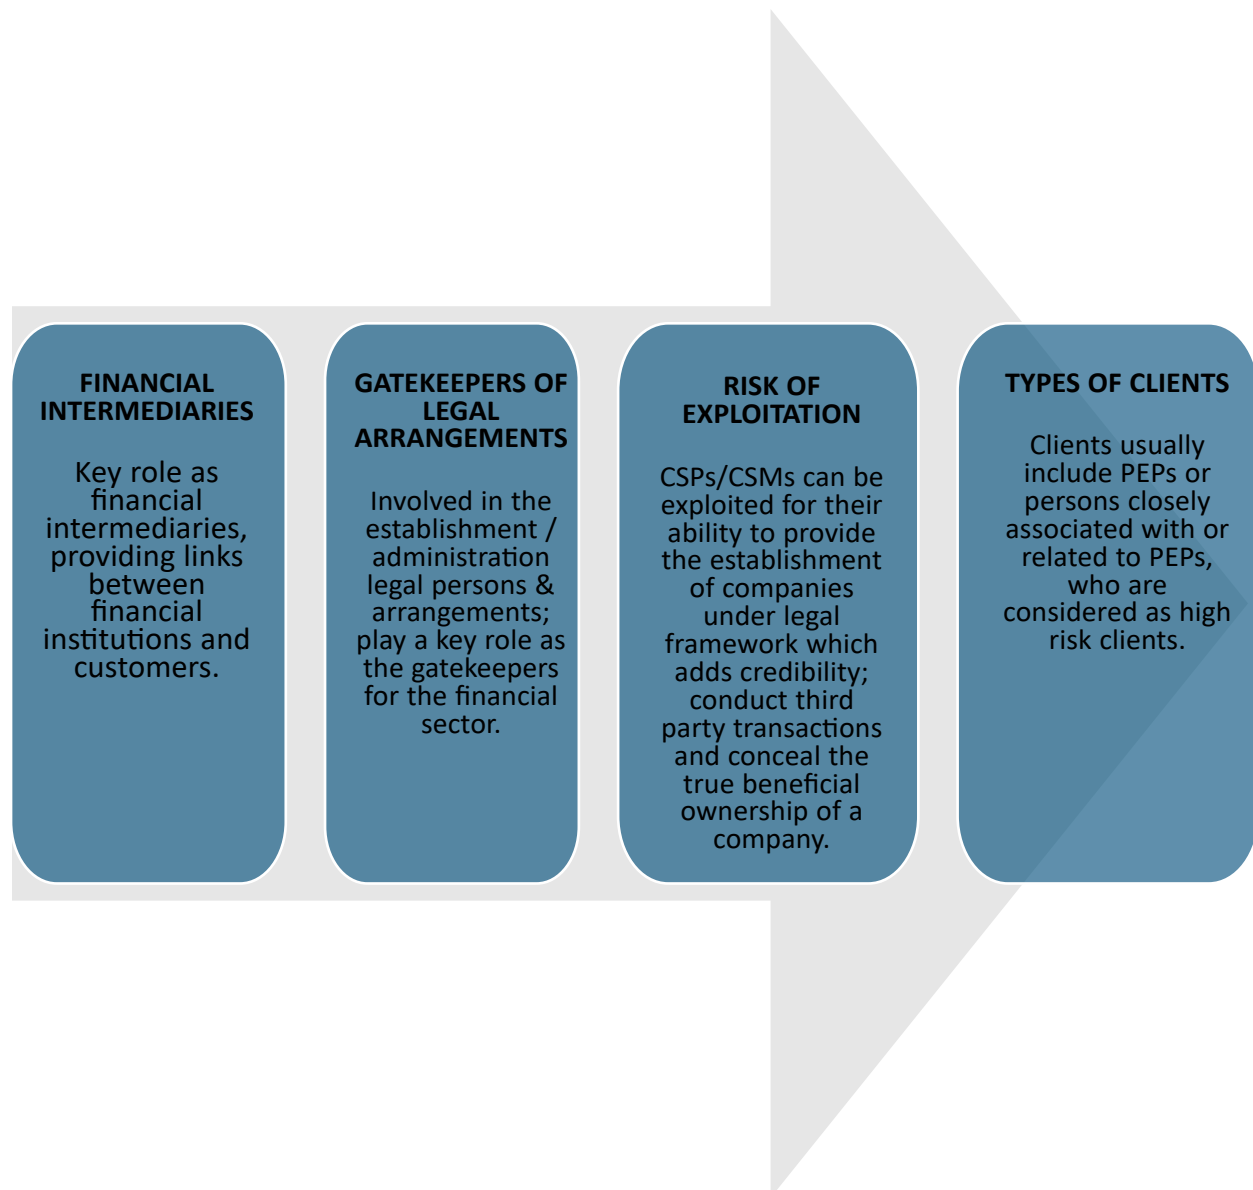 FINANCIAL
INTERMEDIARIES
Key role as
financial
intermediaries,
providing links
between
financial
institutions and
customers.
GATEKEEPERS OF
LEGAL
ARRANGEMENTS
Involved in the
establishment /
administration
legal persons &
arrangements;
play a key role as
the gatekeepers
for the financial
sector.
RISK OF
EXPLOITATION
CSPs/CSMs can be
exploited for their
ability to provide
the establishment
of companies
under legal
framework which
adds credibility;
conduct third
party transactions
and conceal the
true beneficial
ownership of a
company.
TYPES OF CLIENTS
Clients usually
include PEPs or
persons closely
associated with or
related to PEPs,
who are
considered as high
risk clients.